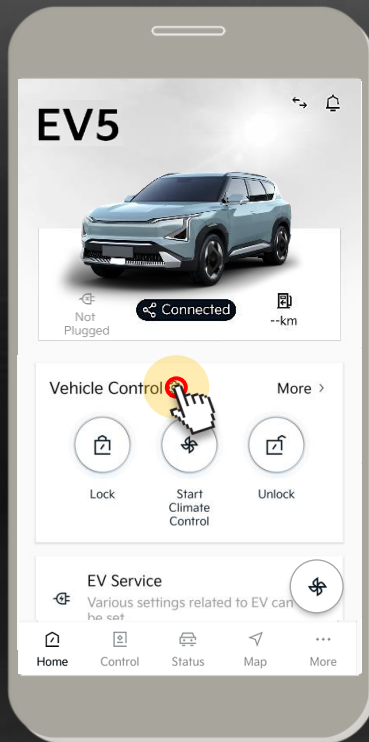 EV5
Not
Plugged
Connected
--km
Vehicle Control
More >
Lock
Start
Climate
Control
Unlock
EV Service
Various settings related to EV can
be set
Home
Control
Status
Map
More